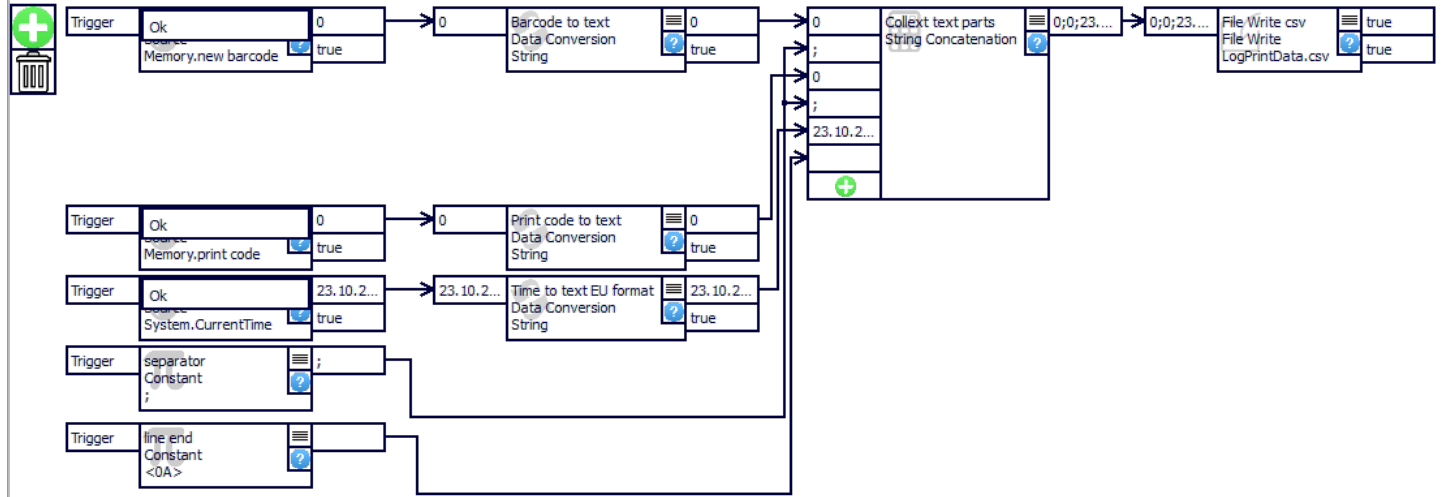 Trigger
Ok
Memory.new barcode
0
true
0
Barcode to text
Data Conversion
String
0
true
0
;
0
;
23.10.2...
Collext text parts
String Concatenation
0;0;23....
0;0;23....
File Write csv
File Write
LogPrintData.csv
true
true
Trigger
Ok
Source
Memory.print code
0
true
0
Print code to text
Data Conversion
String
0
true
Trigger
Ok
Source
System.CurrentTime
23.10.2...
true
23.10.2...
Time to text EU format
Data Conversion
String
23.10.2...
true
Trigger
separator
Constant
;
;
Trigger
line end
Constant
<0A>